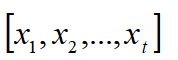 [x₁, x₂,..., xₜ]